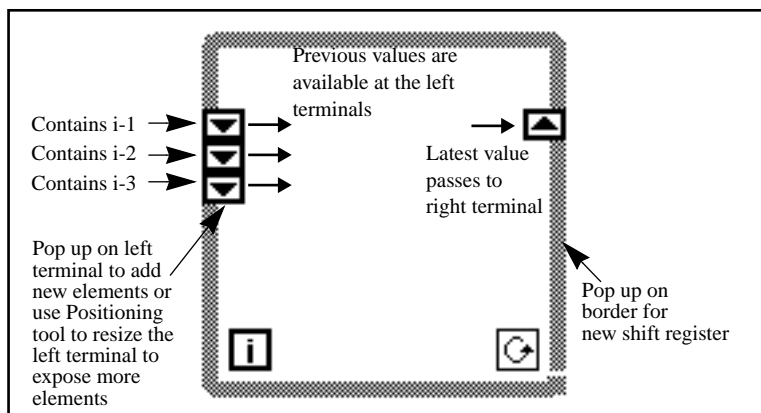 Previous values are
available at the left
terminals
Contains i-1
Contains i-2
Contains i-3
Latest value
passes to
right terminal
Pop up on left
terminal to add
new elements or
use Positioning
tool to resize the
left terminal to
expose more
elements
Pop up on
border for
new shift register
i